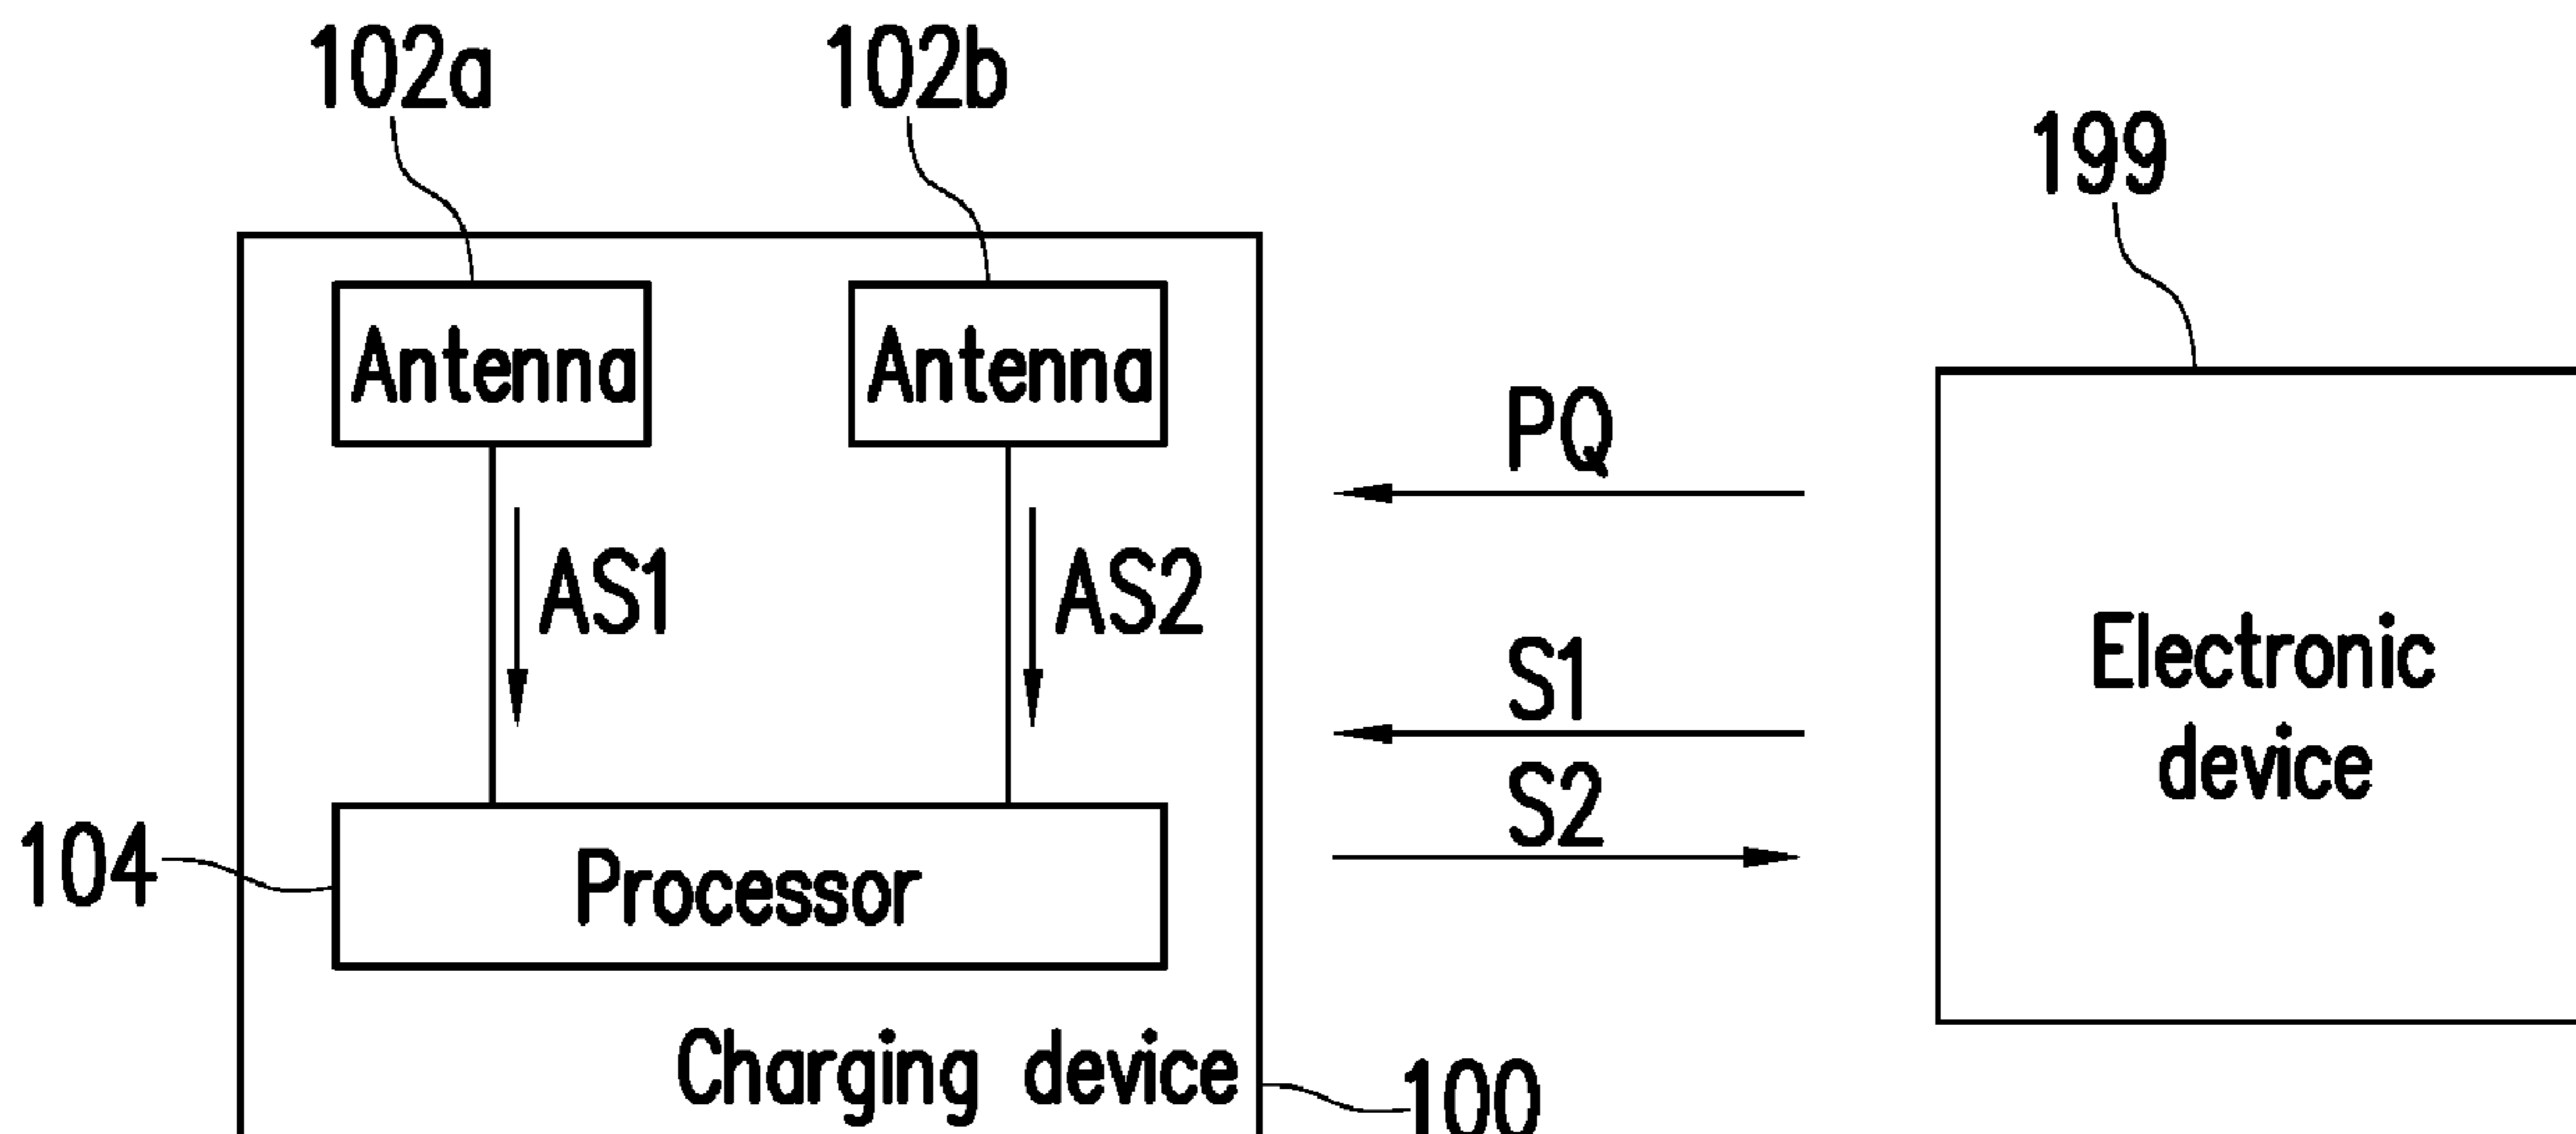 102a
102b
199
Antenna
Antenna
PQ
AS1
AS2
S1
Electronic
device
S2
104
Processor
Charging device
100